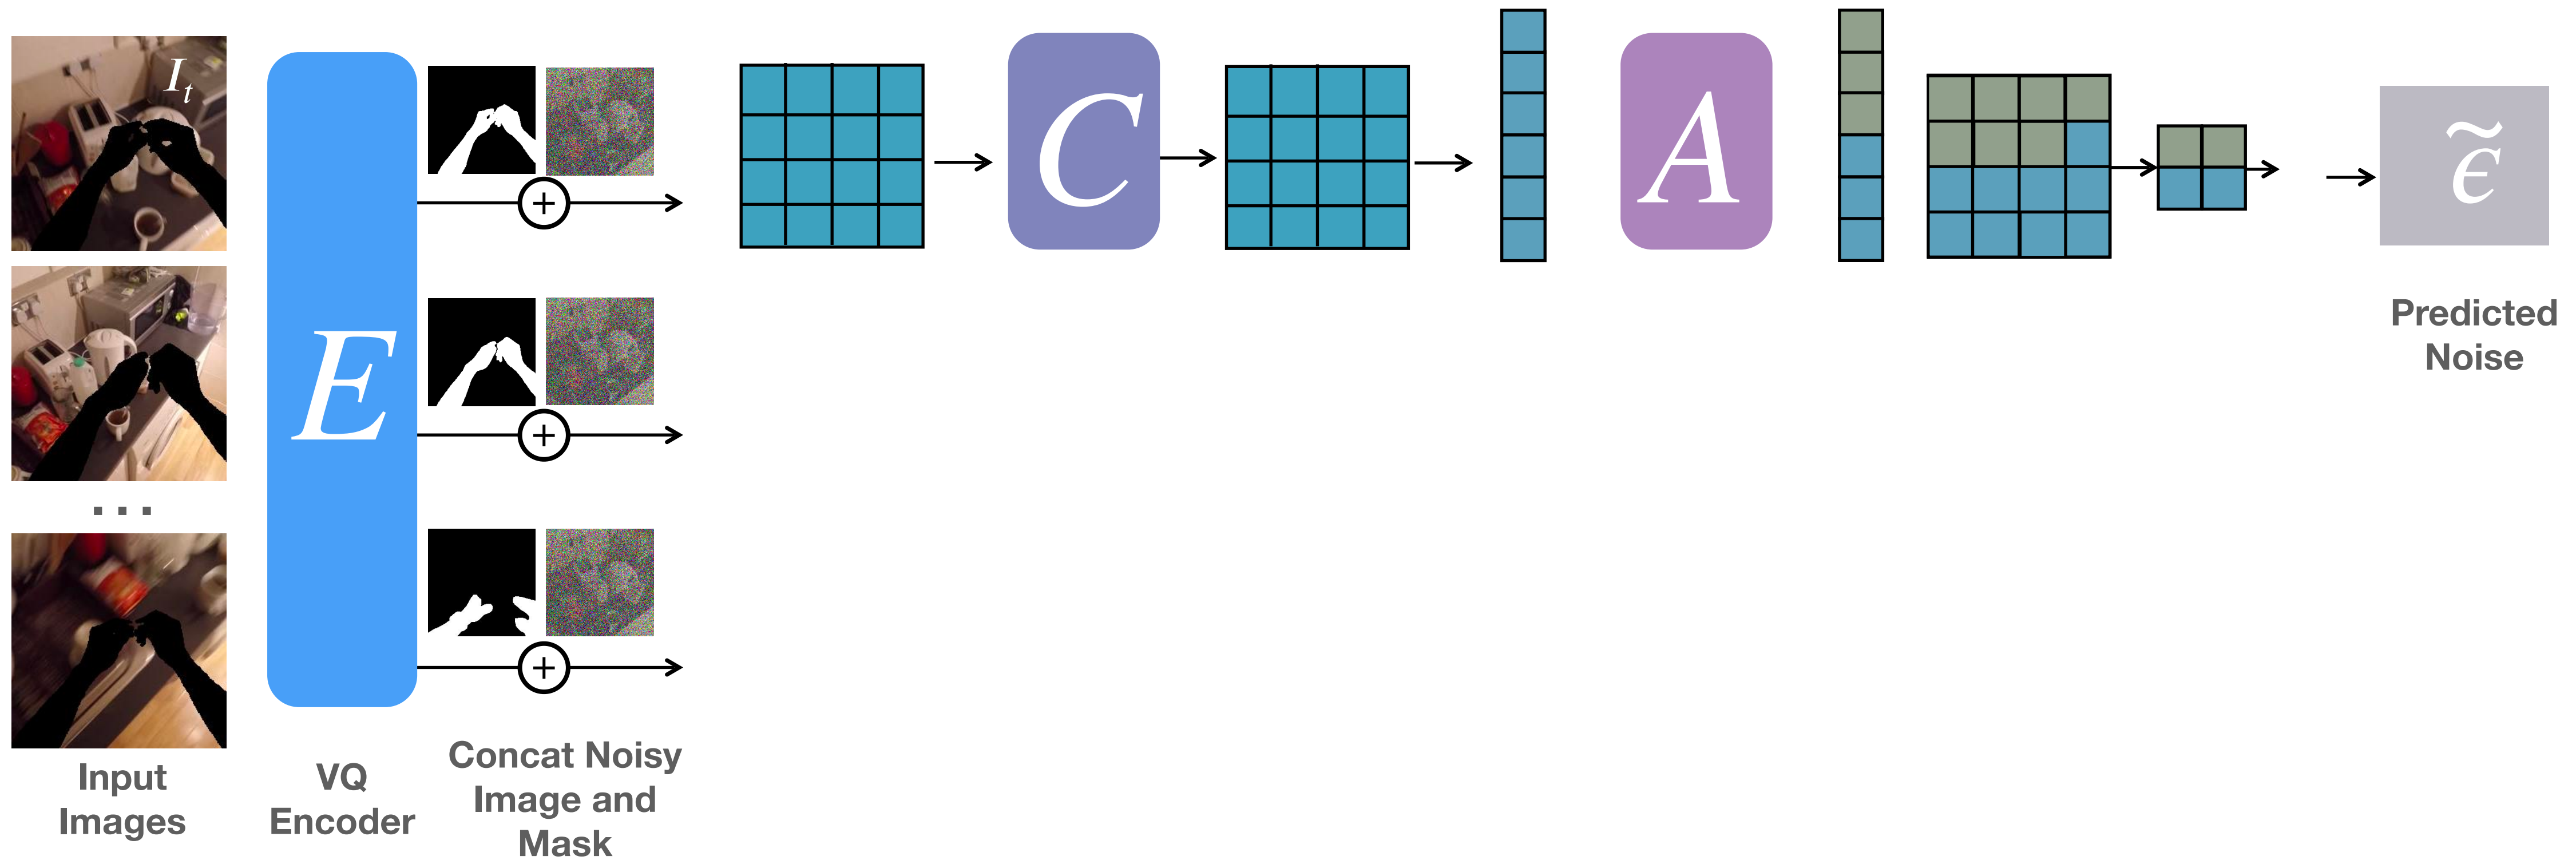 I_t
E
+
+
+
C
A
ϵ̃
Predicted
Noise
...
Input
Images
VQ
Encoder
Concat Noisy
Image and
Mask